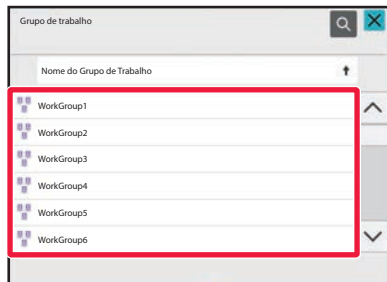 Grupo de trabalho
Nome do Grupo de Trabalho
WorkGroup1
WorkGroup2
WorkGroup3
WorkGroup4
WorkGroup5
WorkGroup6